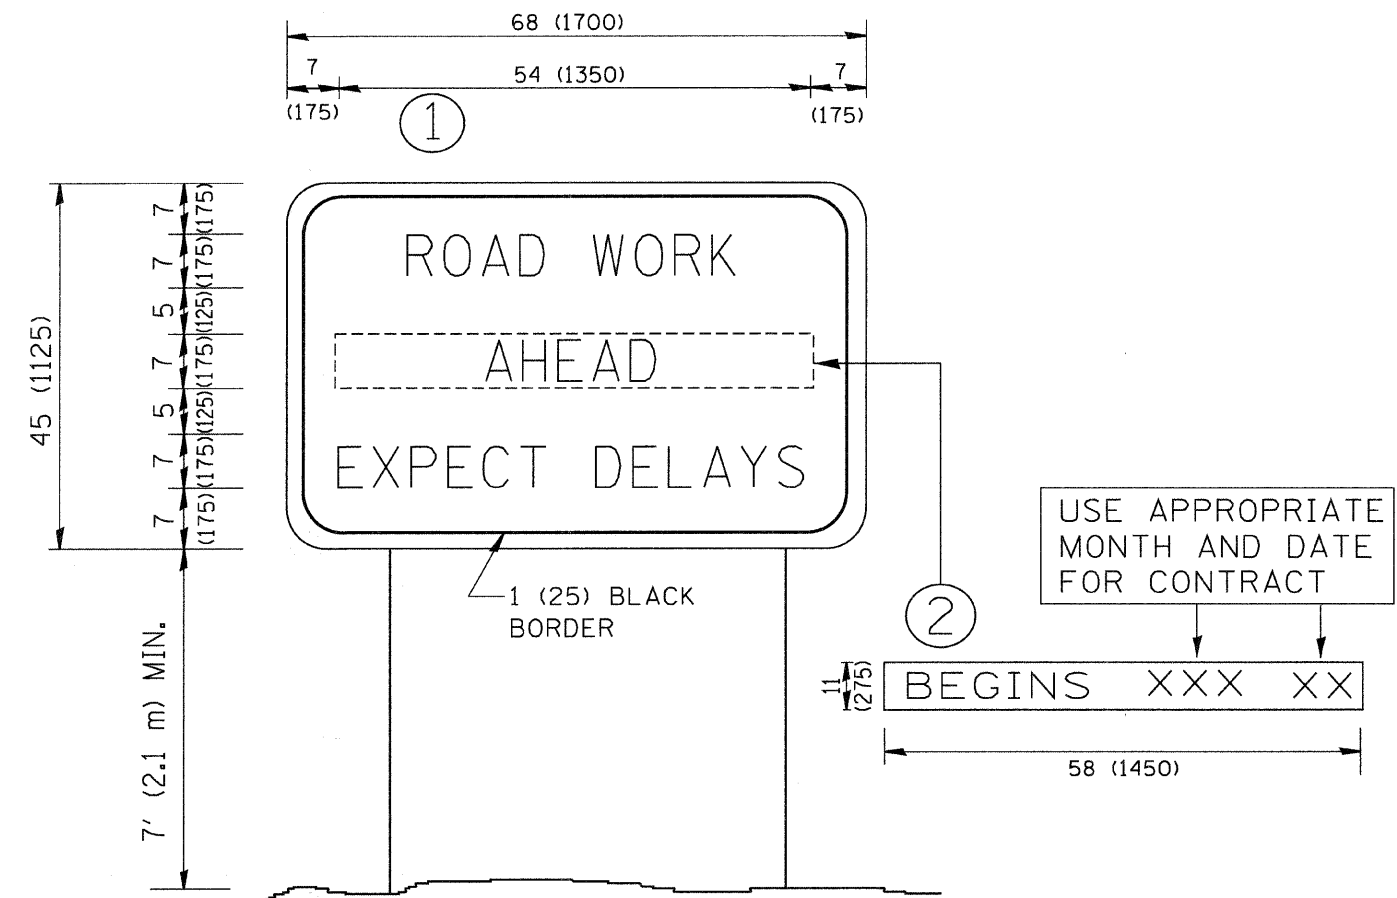 68 (1700)
7
54 (1350)
7
(175)
(175)
1
ROAD WORK
AHEAD
EXPECT DELAYS
45 (1125)
7 (175)
7 (175)
5 (125)
7 (175)
5 (125)
7 (175)
7 (175)
7' (2.1 m) MIN.
1 (25) BLACK
BORDER
USE APPROPRIATE
MONTH AND DATE
FOR CONTRACT
2
11
(275)
BEGINS XXX XX
58 (1450)